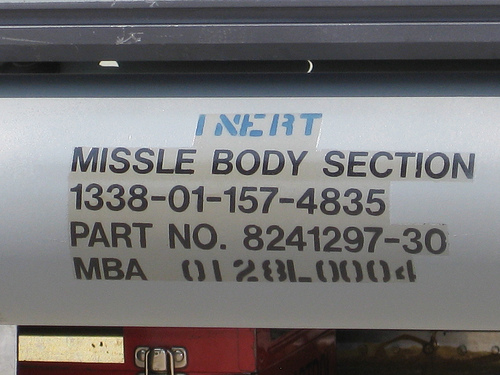 INERT
MISSLE BODY SECTION
1338-01-157-4835
PART NO. 8241297-30
MBA 0128L0004